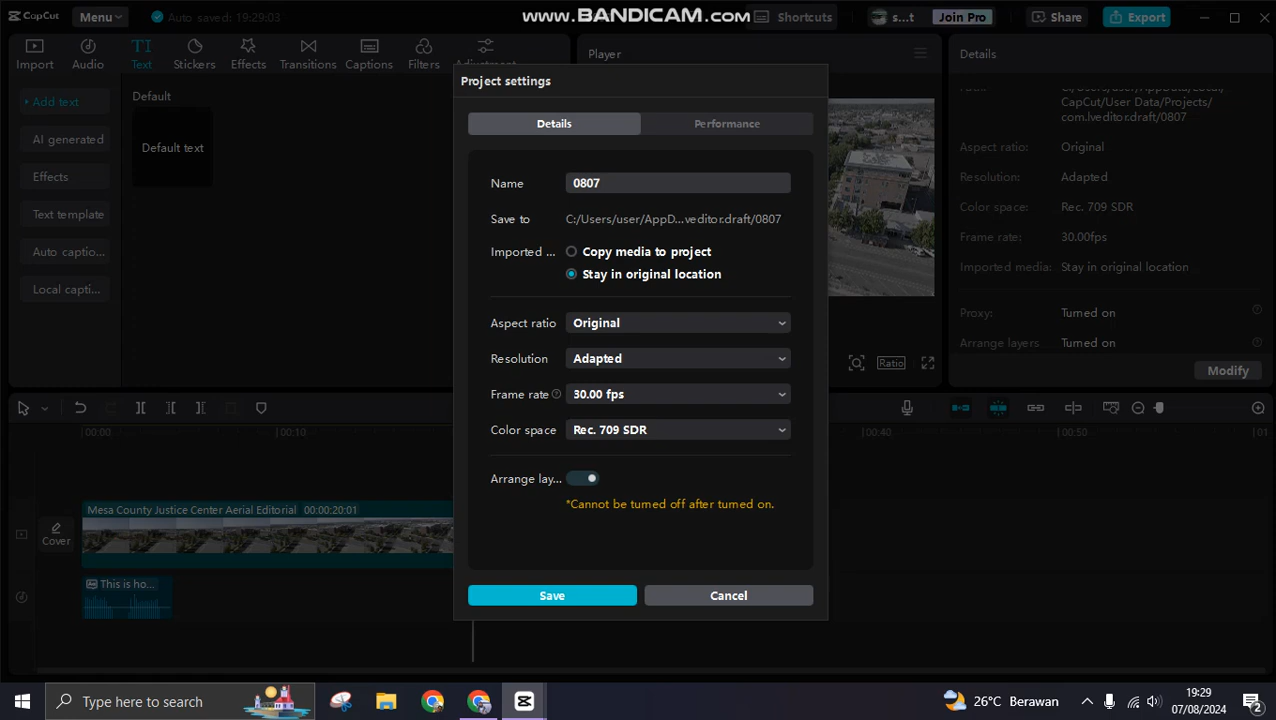 CapCut
Menu
Auto saved: 19:29:03
www.BANDICAM.com
Shortcuts
s...t
Join Pro
Share
Export
Import
Audio
Text
Stickers
Effects
Transitions
Captions
Filters
Adjustment
Player
Details
Add text
AI generated
Effects
Text template
Auto captio...
Local capti...
Default
Default text
Project settings
Details
Performance
Name
0807
Save to
C:/Users/user/AppD...veditor.draft/0807
Imported ...
Copy media to project
Stay in original location
Aspect ratio
Original
Resolution
Adapted
Frame rate
30.00 fps
Color space
Rec. 709 SDR
Arrange lay...
*Cannot be turned off after turned on.
Save
Cancel
CapCut/User Data/Projects/
com.lveditor.draft/0807
Aspect ratio:
Original
Resolution:
Adapted
Color space:
Rec. 709 SDR
Frame rate:
30.00fps
Imported media:
Stay in original location
Proxy:
Turned on
Arrange layers
Turned on
Ratio
Modify
00:00
00:10
00:40
00:50
Mesa County Justice Center Aerial Editorial
00:00:20:01
Cover
This is ho...
Type here to search
26°C Berawan
19:29
07/08/2024
2